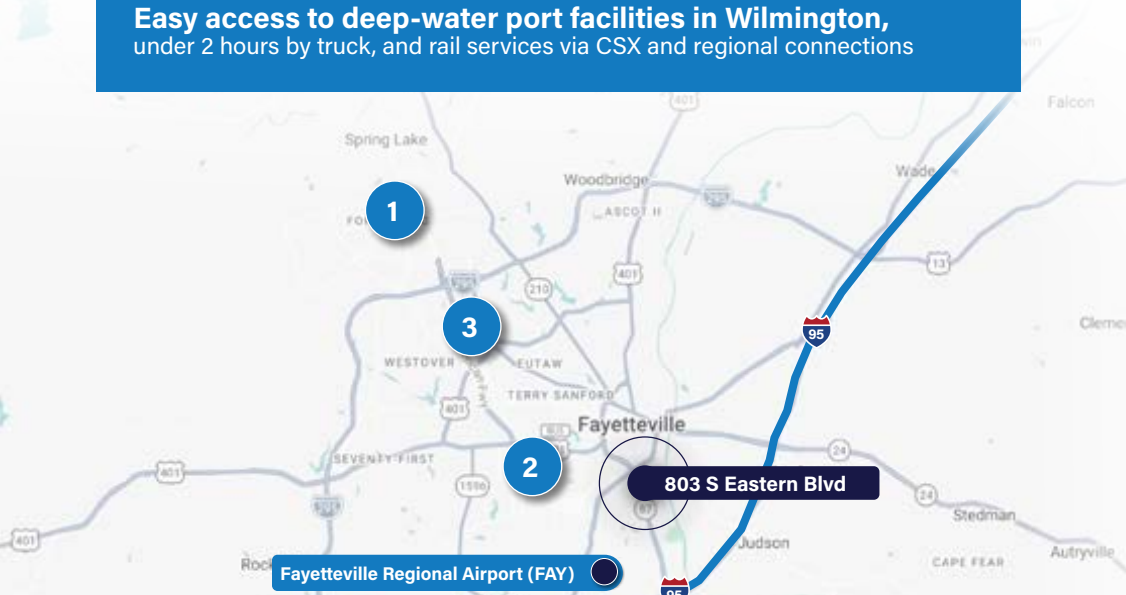 Easy access to deep-water port facilities in Wilmington,
under 2 hours by truck, and rail services via CSX and regional connections
401
Falcon
Spring Lake
Wade
Woodbridge
295
1
ASCOT II
13
401
295
210
3
95
WESTOVER
EUTAW
TERRY SANFORD
401
Fayetteville
24
SEVENTY-FIRST
2
401
1596
803 S Eastern Blvd
87
24
Stedman
401
Judson
Autryville
CAPE FEAR
Fayetteville Regional Airport (FAY)
95